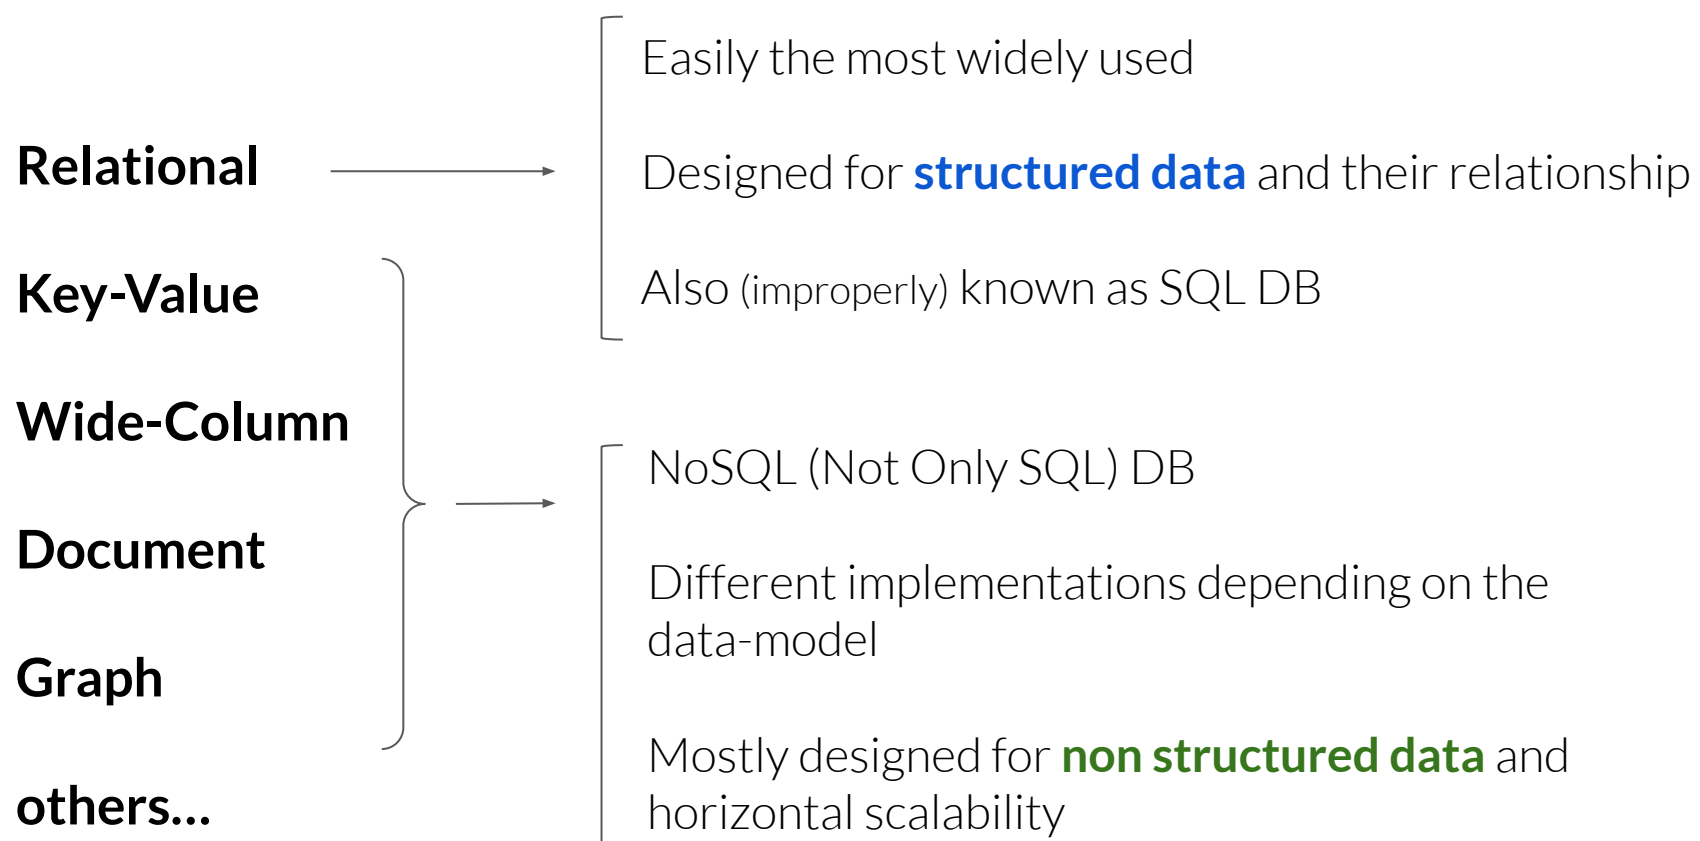 Relational
Key-Value
Wide-Column
Document
Graph
others...
Easily the most widely used
Designed for structured data and their relationship
Also (improperly) known as SQL DB
NoSQL (Not Only SQL) DB
Different implementations depending on the
data-model
Mostly designed for non structured data and
horizontal scalability